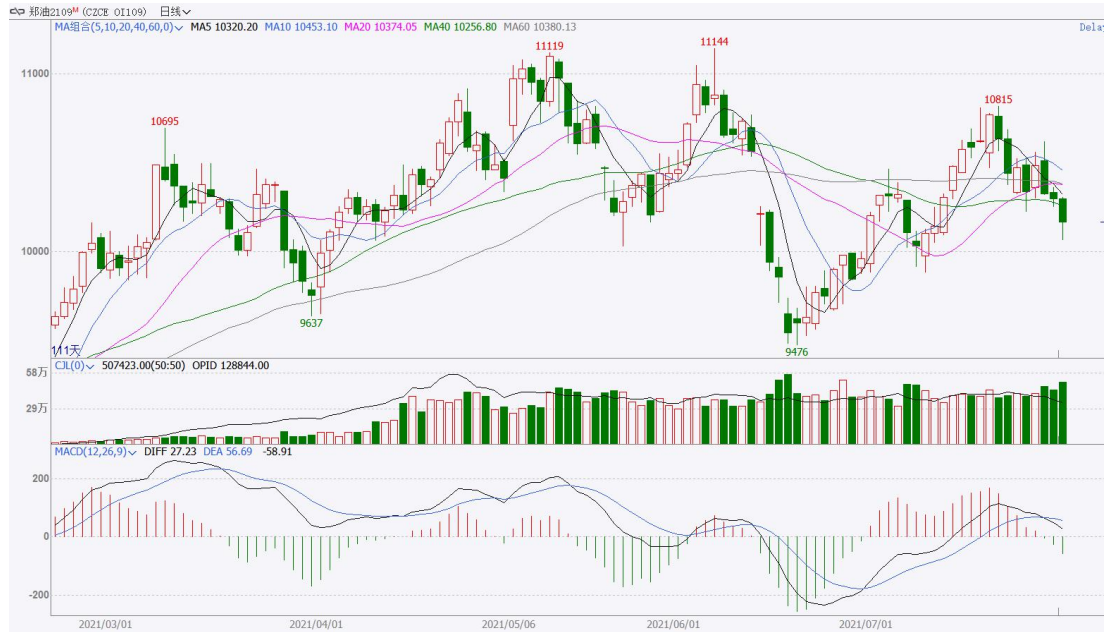 郑油2109M (CZCE OI109) 日线
MA组合(5,10,20,40,60,0) MA5 10320.20 MA10 10453.10 MA20 10374.05 MA40 10256.80 MA60 10380.13
Delay
11119
11144
11000
10815
10695
10000
9637
9476
111天
CJL(0) 507423.00(50:50) OPID 128844.00
58万
29万
MACD(12,26,9) DIFF 27.23 DEA 56.69 -58.91
200
0
-200
2021/03/01 2021/04/01 2021/05/06 2021/06/01 2021/07/01